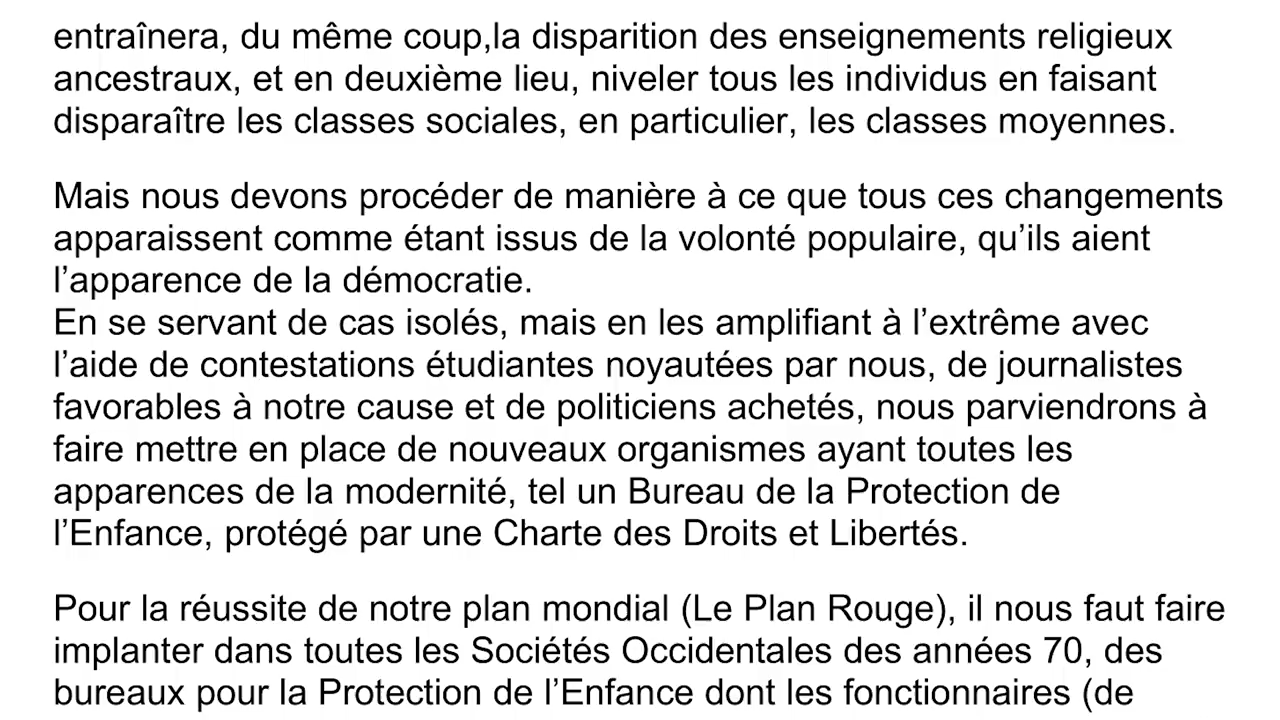 entraînera, du même coup,la disparition des enseignements religieux
ancestraux, et en deuxième lieu, niveler tous les individus en faisant
disparaître les classes sociales, en particulier, les classes moyennes.
Mais nous devons procéder de manière à ce que tous ces changements
apparaissent comme étant issus de la volonté populaire, qu’ils aient
l’apparence de la démocratie.
En se servant de cas isolés, mais en les amplifiant à l’extrême avec
l’aide de contestations étudiantes noyautées par nous, de journalistes
favorables à notre cause et de politiciens achetés, nous parviendrons à
faire mettre en place de nouveaux organismes ayant toutes les
apparences de la modernité, tel un Bureau de la Protection de
l’Enfance, protégé par une Charte des Droits et Libertés.
Pour la réussite de notre plan mondial (Le Plan Rouge), il nous faut faire
implanter dans toutes les Sociétés Occidentales des années 70, des
bureaux pour la Protection de l’Enfance dont les fonctionnaires (de